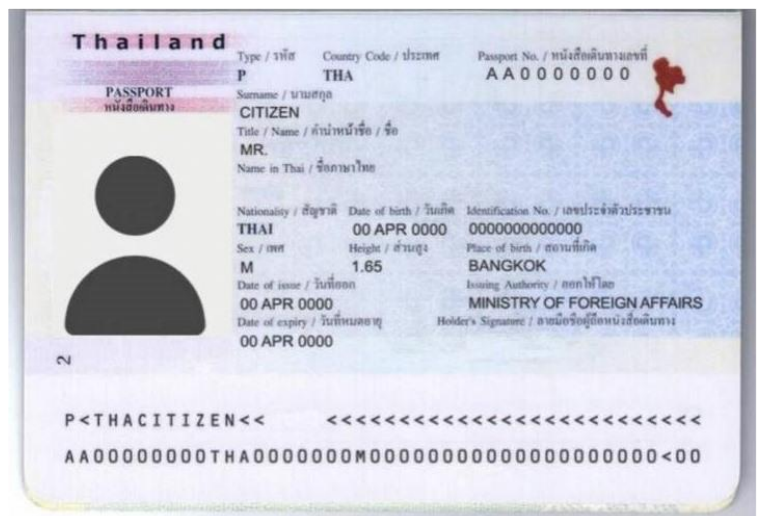 Thailand
Type / รหัส Country Code / ประเทศ Passport No. / หนังสือเดินทางเลขที่
P THA AA0000000
PASSPORT
หนังสือเดินทาง
Surname / นามสกุล
CITIZEN
Title / Name / คำนำหน้าชื่อ / ชื่อ
MR.
Name in Thai / ชื่อภาษาไทย
Nationality / สัญชาติ Date of birth / วันเกิด Identification No. / เลขประจำตัวประชาชน
THAI 00 APR 0000 0000000000000
Sex / เพศ Height / ส่วนสูง Place of birth / สถานที่เกิด
M 1.65 BANGKOK
Date of issue / วันที่ออก Issuing Authority / ออกให้โดย
00 APR 0000 MINISTRY OF FOREIGN AFFAIRS
Date of expiry / วันที่หมดอายุ Holder's Signature / ลายมือชื่อผู้ถือหนังสือเดินทาง
00 APR 0000
2
P<THACITIZEN<< <<<<<<<<<<<<<<<<<<<<<<<<<<
AA00000000THA0000000M00000000000000000000<00